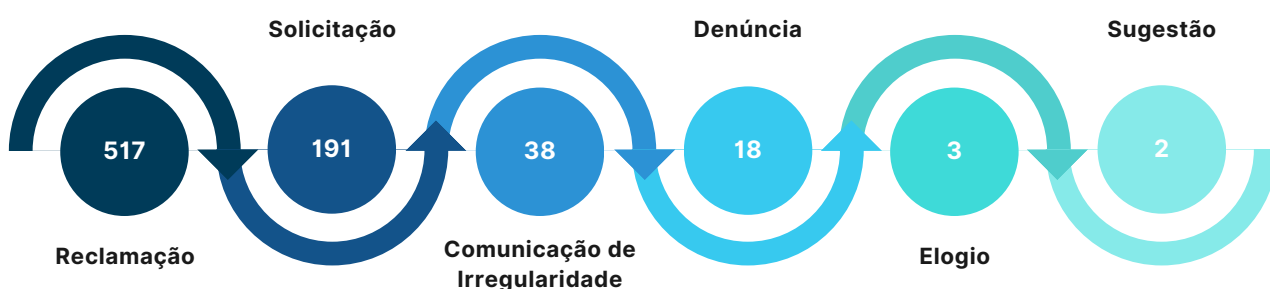 Solicitação
Denúncia
Sugestão
517
191
38
18
3
2
Reclamação
Comunicação de
Irregularidade
Elogio